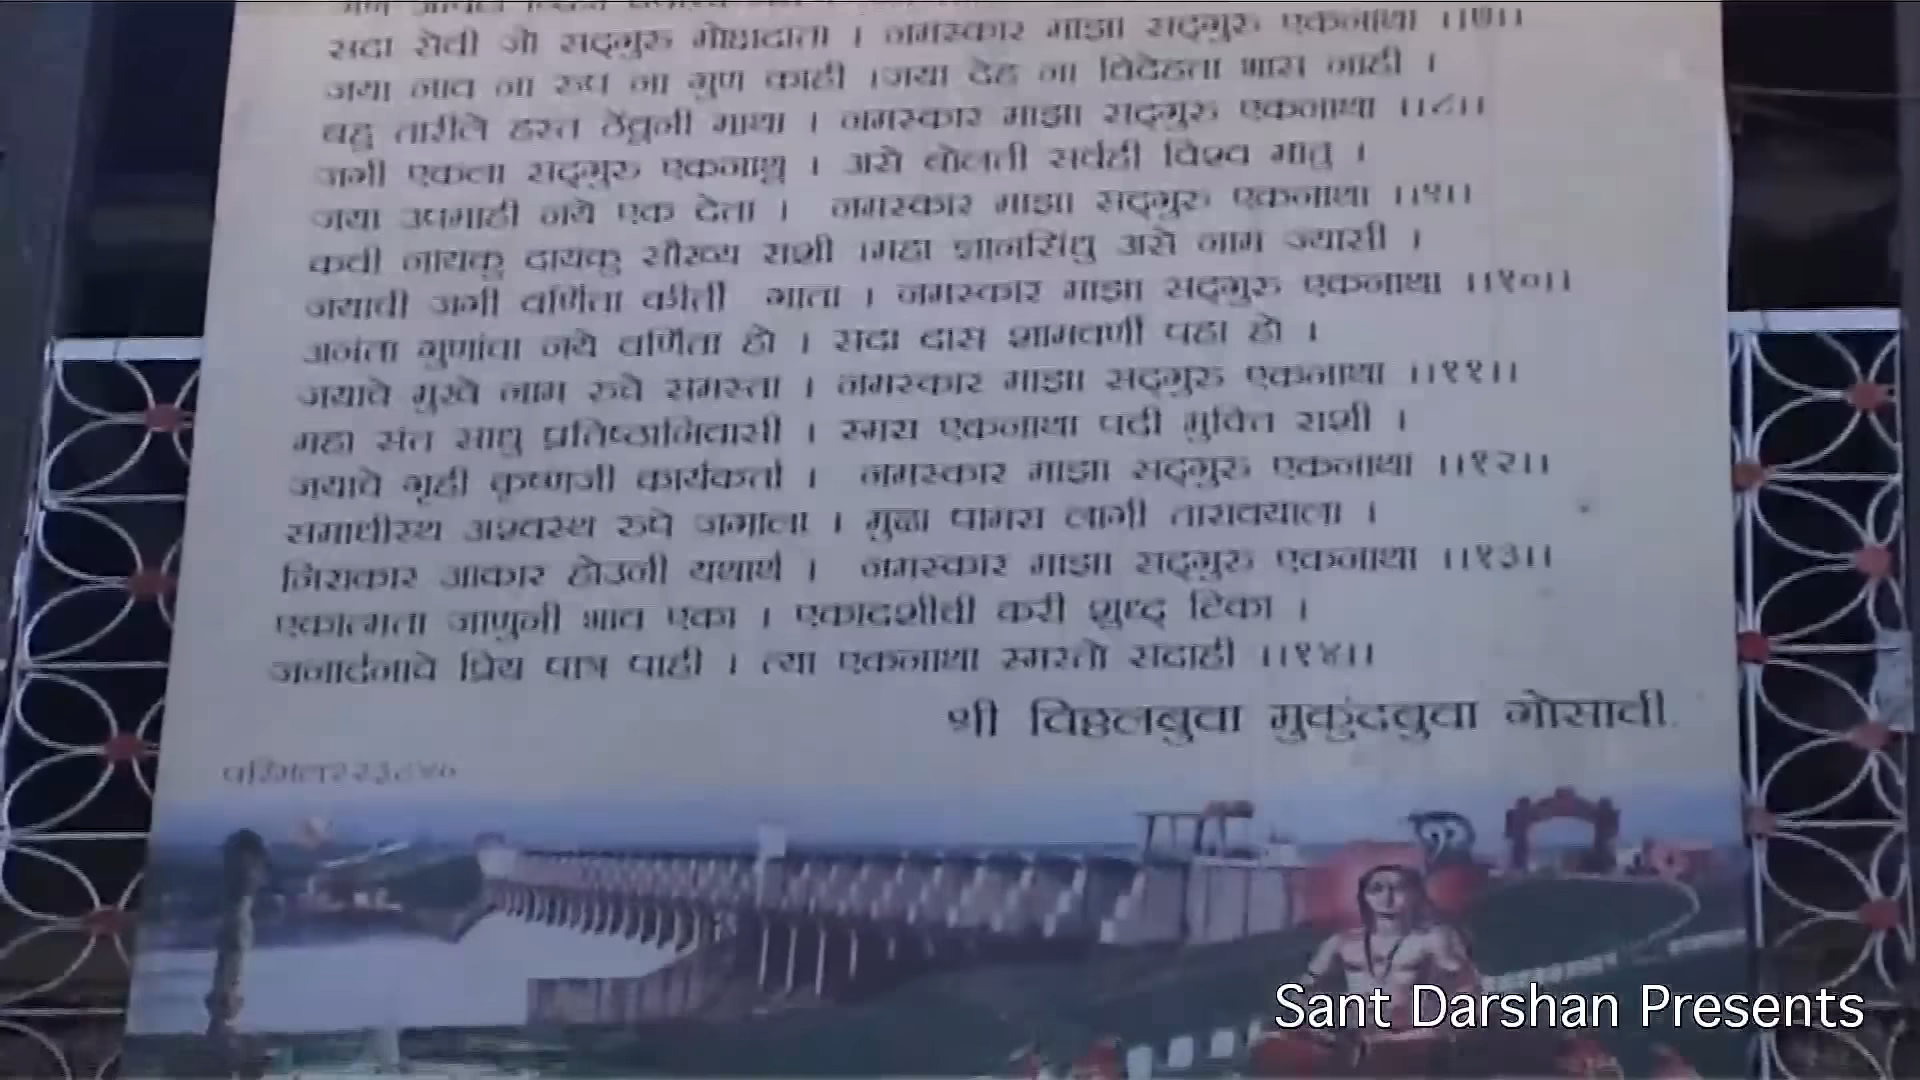 सदा सेवी जो सद्गुरु मोक्षदाता । नमस्कार माझा सद्गुरु एकनाथा ।।७।।
जया नाव ना रुप ना गुण काही ।जया देह ना विदेहता भास नाही ।
बहु तारीले हस्त ठेवुनी माथा । नमस्कार माझा सद्गुरु एकनाथा ।।८।।
जगी एकला सद्गुरु एकनाथु । असे बोलती सर्वही विश्व मातु ।
जया उपमाही नये एक देता । नमस्कार माझा सद्गुरु एकनाथा ।।९।।
कवी नायकु दायकु सौख्य राशी ।महा ज्ञानसिंधु असे नाम ज्यासी ।
जयाची जगी वर्णिता कीर्ती गाता । नमस्कार माझा सद्गुरु एकनाथा ।।१०।।
अनंता गुणांचा नये वर्णिता हो । सदा दास शामवर्णी पहा हो ।
जयाचे मुखे नाम रुपे समस्ता । नमस्कार माझा सद्गुरु एकनाथा ।।११।।
महा संत साधु प्रतिष्ठानिवासी । स्मरा एकनाथा पदी मुक्ति राशी ।
जयाचे गृही कृष्णजी कार्यकर्ता । नमस्कार माझा सद्गुरु एकनाथा ।।१२।।
समाधीस्थ अश्वस्थ रुपे जगाला । मुढा पामरा लागी तारावयाला ।
निराकार आकार होउनी यथार्थ । नमस्कार माझा सद्गुरु एकनाथा ।।१३।।
एकात्मता जाणुनी भाव एका । एकादशीची करी शुध्द टिका ।
जनार्दनाचे प्रिय पात्र पाही । त्या एकनाथा स्मरतो सदाही ।।१४।।
श्री विठ्ठलबुवा मुकुंदबुवा गोसावी.
Sant Darshan Presents